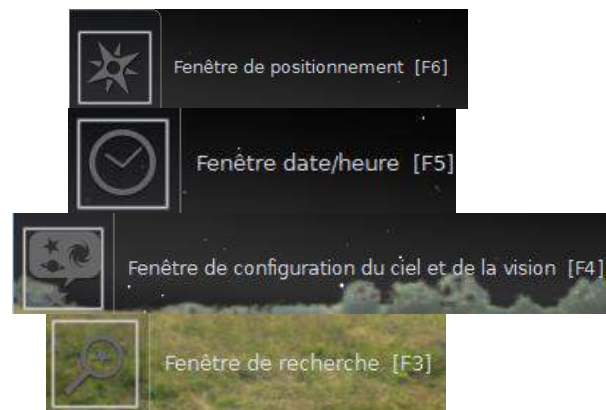 Fenêtre de positionnement [F6]
Fenêtre date/heure [F5]
Fenêtre de configuration du ciel et de la vision [F4]
Fenêtre de recherche [F3]